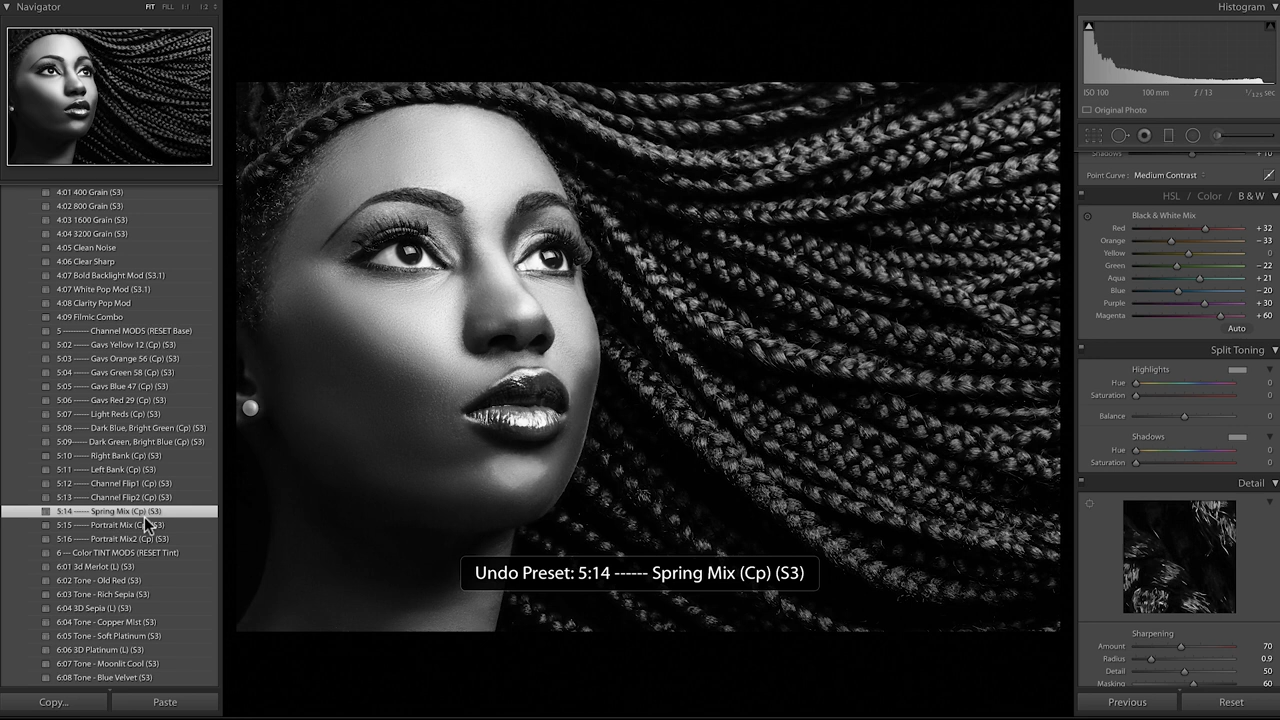 Navigator
FIT FILL 1:1 1:2
4:01 400 Grain (S3)
4:02 800 Grain (S3)
4:03 1600 Grain (S3)
4:04 3200 Grain (S3)
4:05 Clean Noise
4:06 Clear Sharp
4:07 Bold Backlight Mod (S3.1)
4:07 White Pop Mod (S3.1)
4:08 Clarity Pop Mod
4:09 Filmic Combo
5 ---------- Channel MODS (RESET Base)
5:02 ------ Gavs Yellow 12 (Cp) (S3)
5:03 ------ Gavs Orange 56 (S3)
5:04 ------ Gavs Green 58 (Cp) (S3)
5:05 ------ Gavs Blue 47 (Cp) (S3)
5:06 ------ Gavs Red 29 (Cp) (S3)
5:07 ------ Light Reds (Cp) (S3)
5:08 ------ Dark Blue, Bright Green (Cp) (S3)
5:09------ Dark Green, Bright Blue (Cp) (S3)
5:10 ------ Right Bank (Cp) (S3)
5:11 ------ Left Bank (Cp) (S3)
5:12 ------ Channel Flip1 (Cp) (S3)
5:13 ------ Channel Flip2 (Cp) (S3)
5:14 ------ Spring Mix (Cp) (S3)
5:15 ------ Portrait Mix (Cp) (S3)
5:16 ------ Portrait Mix2 (Cp) (S3)
6 --- Color TINT MODS (RESET Tint)
6:01 3d Merlot (L) (S3)
6:02 Tone - Old Red (S3)
6:03 Tone - Rich Sepia (S3)
6:04 3D Sepia (L) (S3)
6:04 Tone - Copper Mist (S3)
6:05 Tone - Soft Platinum (S3)
6:06 3D Platinum (L) (S3)
6:07 Tone - Moonlit Cool (S3)
6:08 Tone - Blue Velvet (S3)
Copy... Paste
Undo Preset: 5:14 ------ Spring Mix (Cp) (S3)
Histogram
ISO 100 100 mm ƒ / 13 1/125 sec
Original Photo
Shadows + 10
Point Curve : Medium Contrast
HSL / Color / B & W
Black & White Mix
Red + 32
Orange - 33
Yellow 0
Green - 22
Aqua + 21
Blue - 20
Purple + 30
Magenta + 60
Auto
Split Toning
Highlights
Hue 0
Saturation 0
Balance 0
Shadows
Hue 0
Saturation 0
Detail
Sharpening
Amount 70
Radius 0.9
Detail 50
Masking 60
Previous Reset